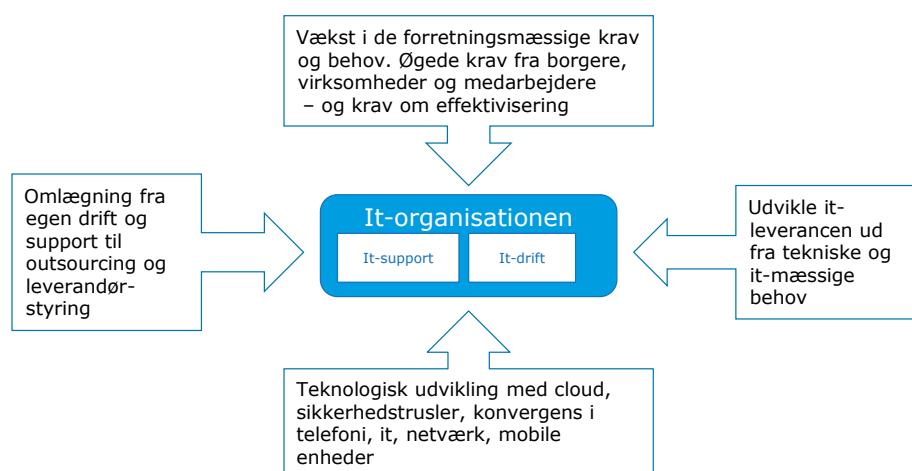 Vækst i de forretningsmæssige krav
og behov. Øgede krav fra borgere,
virksomheder og medarbejdere
– og krav om effektivisering
Omlægning fra
egen drift og
support til
outsourcing og
leverandør-
styring
It-organisationen
It-support
It-drift
Udvikle it-
leverancen ud
fra tekniske og
it-mæssige
behov
Teknologisk udvikling med cloud,
sikkerhedstrusler, konvergens i
telefoni, it, netværk, mobile
enheder